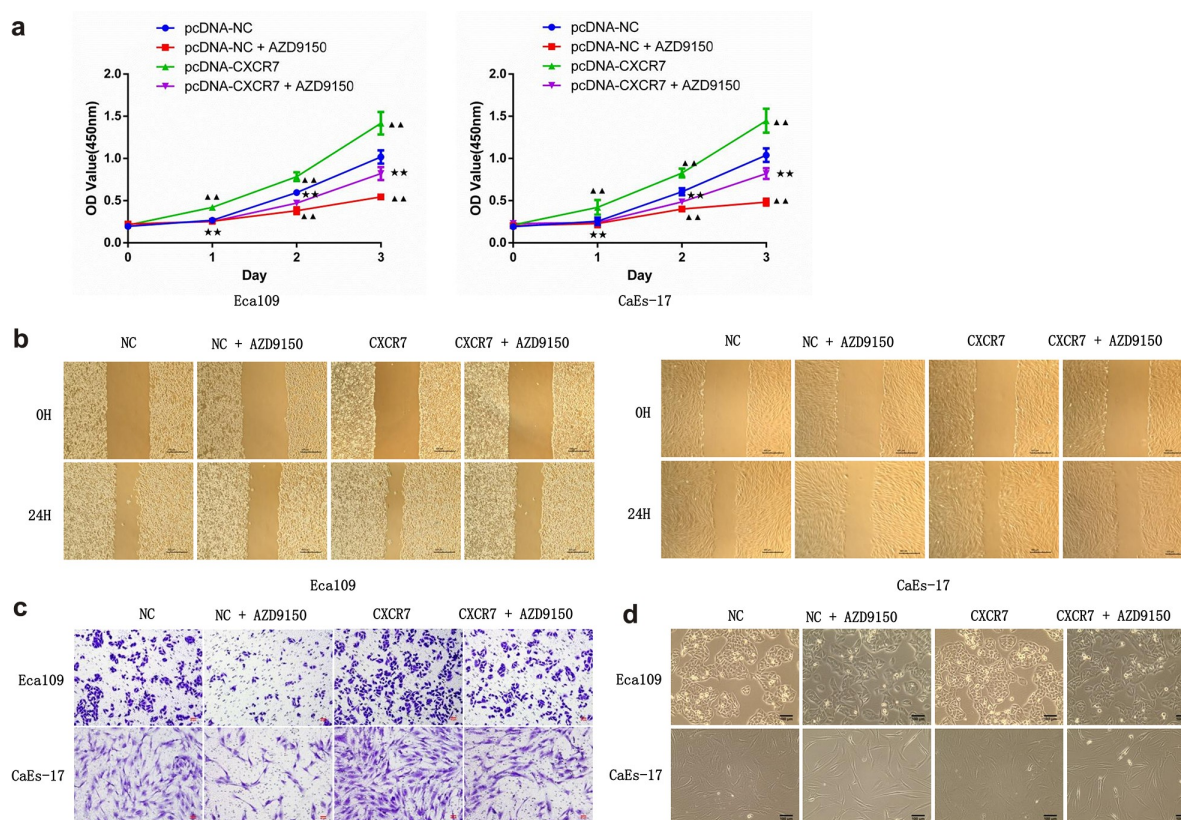 a
pcDNA-NC
pcDNA-NC + AZD9150
pcDNA-CXCR7
pcDNA-CXCR7 + AZD9150
OD Value(450nm)
2.0
1.5
1.0
0.5
0.0
0 1 2 3
Day
Eca109
pcDNA-NC
pcDNA-NC + AZD9150
pcDNA-CXCR7
pcDNA-CXCR7 + AZD9150
OD Value(450nm)
2.0
1.5
1.0
0.5
0.0
0 1 2 3
Day
CaEs-17
b
NC NC + AZD9150 CXCR7 CXCR7 + AZD9150
0H
24H
Eca109
NC NC + AZD9150 CXCR7 CXCR7 + AZD9150
0H
24H
CaEs-17
c
NC NC + AZD9150 CXCR7 CXCR7 + AZD9150
Eca109
CaEs-17
d
NC NC + AZD9150 CXCR7 CXCR7 + AZD9150
Eca109
CaEs-17